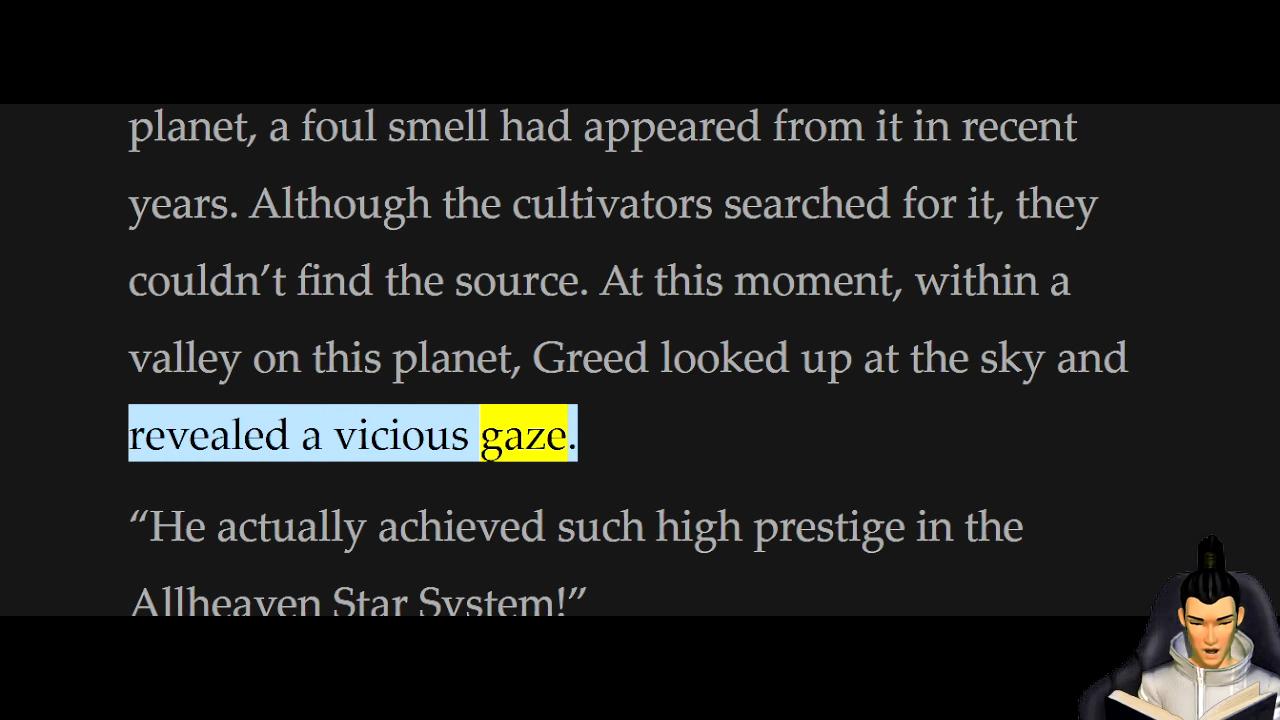 planet, a foul smell had appeared from it in recent
years. Although the cultivators searched for it, they
couldn’t find the source. At this moment, within a
valley on this planet, Greed looked up at the sky and
revealed a vicious gaze.
“He actually achieved such high prestige in the
Allheaven Star System!”